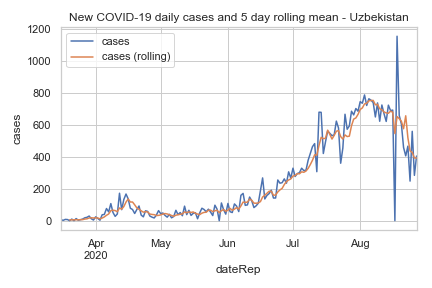 New COVID-19 daily cases and 5 day rolling mean - Uzbekistan
cases
cases (rolling)
1200
1000
800
600
400
200
0
cases
Apr
2020
May
Jun
Jul
Aug
dateRep